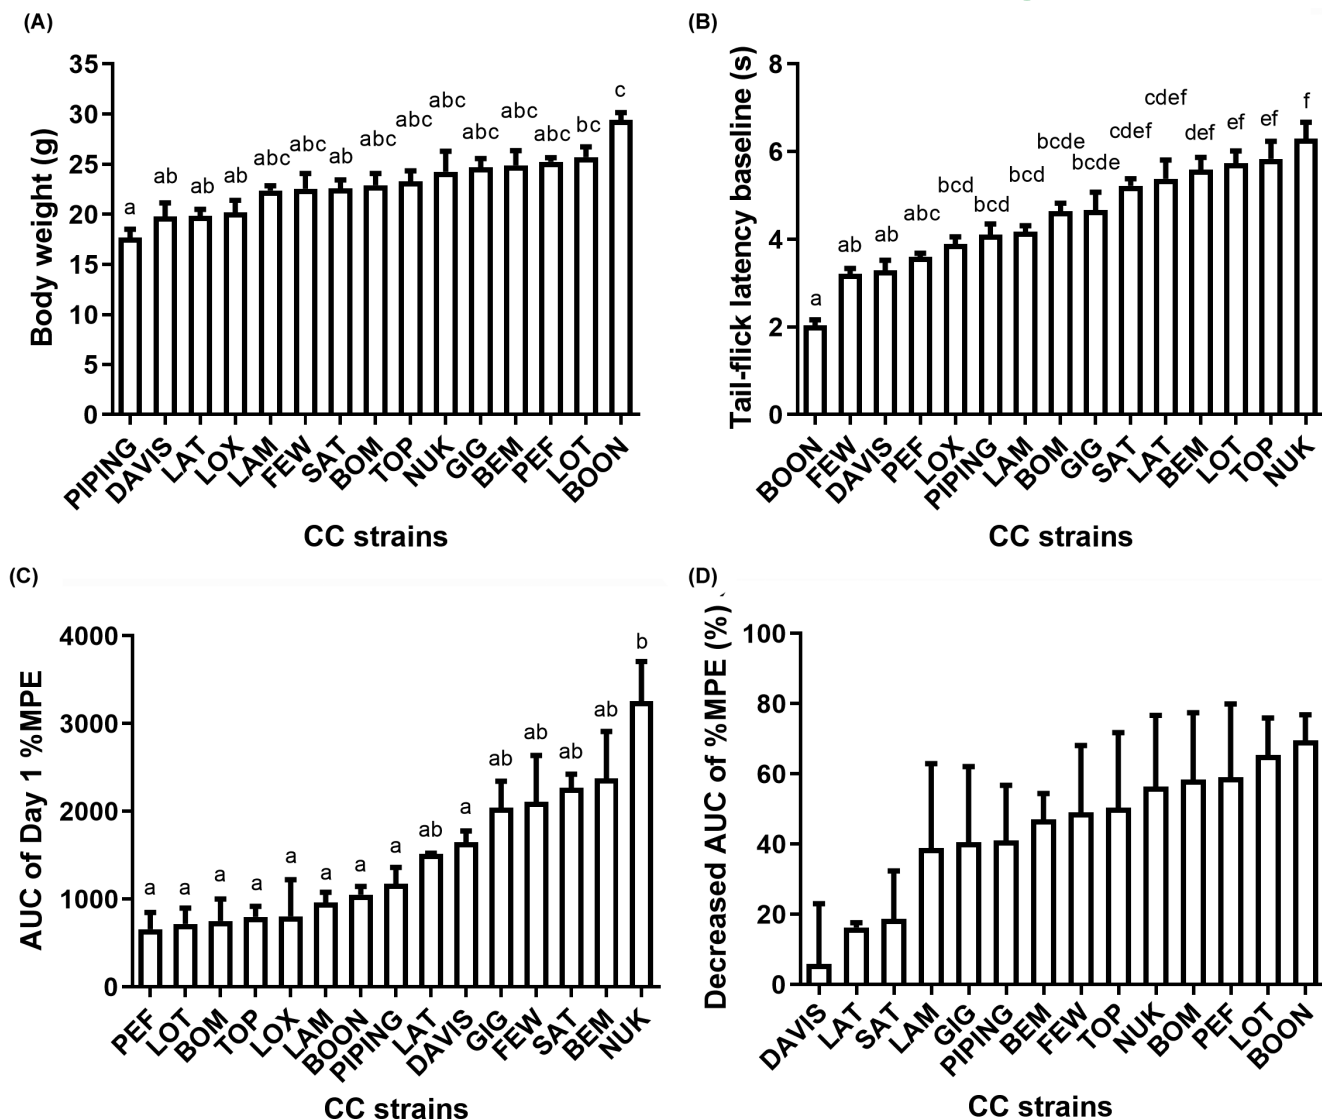 (A)
Body weight (g)
35
30
25
20
15
10
5
0
a
ab
ab
ab
abc
abc
ab
abc
abc
abc
abc
abc
abc
bc
c
PIPING
DAVIS
LAT
LOX
LAM
FEW
SAT
BOM
TOP
NUK
GIG
BEM
PEF
LOT
BOON
CC strains
(B)
Tail-flick latency baseline (s)
8
6
4
2
0
a
ab
ab
abc
bcd
bcd
bcd
bcde
bcde
cdef
cdef
def
ef
ef
f
BOON
FEW
DAVIS
PEF
LOX
PIPING
LAM
BOM
GIG
SAT
LAT
BEM
LOT
TOP
NUK
CC strains
(C)
AUC of Day 1 %MPE
4000
3000
2000
1000
0
a
a
a
a
a
a
a
a
ab
a
ab
ab
ab
ab
b
PEF
LOT
BOM
TOP
LOX
LAM
BOON
PIPING
LAT
DAVIS
GIG
FEW
SAT
BEM
NUK
CC strains
(D)
Decreased AUC of %MPE (%)
100
80
60
40
20
0
DAVIS
LAT
SAT
LAM
GIG
PIPING
BEM
FEW
TOP
NUK
BOM
PEF
LOT
BOON
CC strains